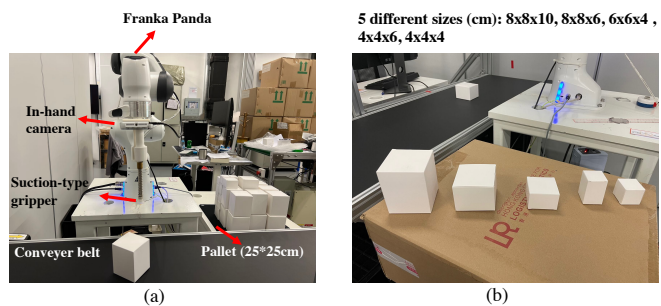 Franka Panda
5 different sizes (cm): 8x8x10, 8x8x6, 6x6x4 ,
4x4x6, 4x4x4
In-hand
camera
Suction-type
gripper
Conveyer belt
Pallet (25*25cm)
LR
(a)
(b)